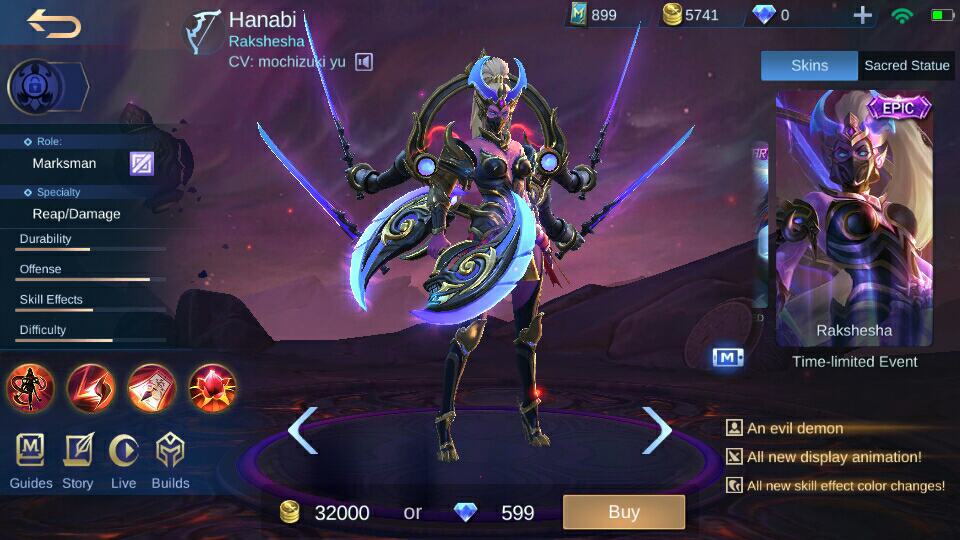 Hanabi
Rakshesha
CV: mochizuki yu
899
5741
0
Skins
Sacred Statue
EPIC
Role:
Marksman
Specialty
Reap/Damage
Durability
Offense
Skill Effects
Difficulty
Rakshesha
M
Time-limited Event
An evil demon
All new display animation!
All new skill effect color changes!
Guides
Story
Live
Builds
32000 or 599
Buy